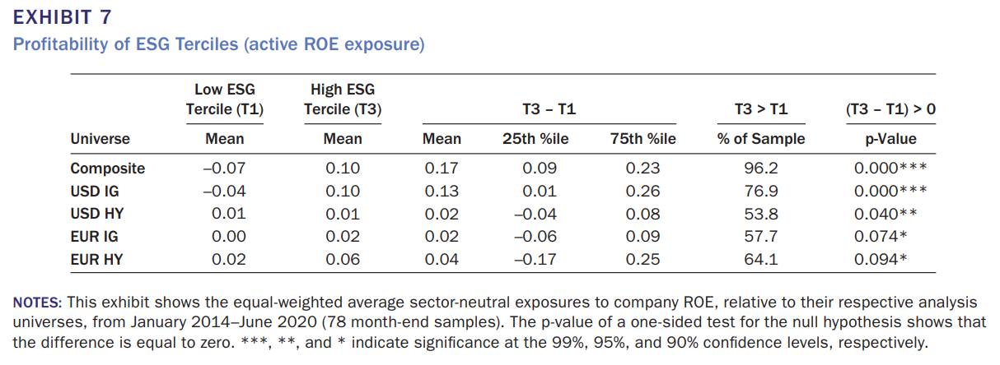 EXHIBIT 7
Profitability of ESG Terciles (active ROE exposure)
Low ESG High ESG
Tercile (T1) Tercile (T3) T3 – T1 T3 > T1 (T3 – T1) > 0
Universe Mean Mean Mean 25th %ile 75th %ile % of Sample p-Value
Composite –0.07 0.10 0.17 0.09 0.23 96.2 0.000***
USD IG –0.04 0.10 0.13 0.01 0.26 76.9 0.000***
USD HY 0.01 0.01 0.02 –0.04 0.08 53.8 0.040**
EUR IG 0.00 0.02 0.02 –0.06 0.09 57.7 0.074*
EUR HY 0.02 0.06 0.04 –0.17 0.25 64.1 0.094*
NOTES: This exhibit shows the equal-weighted average sector-neutral exposures to company ROE, relative to their respective analysis
universes, from January 2014–June 2020 (78 month-end samples). The p-value of a one-sided test for the null hypothesis shows that
the difference is equal to zero. ***, **, and * indicate significance at the 99%, 95%, and 90% confidence levels, respectively.